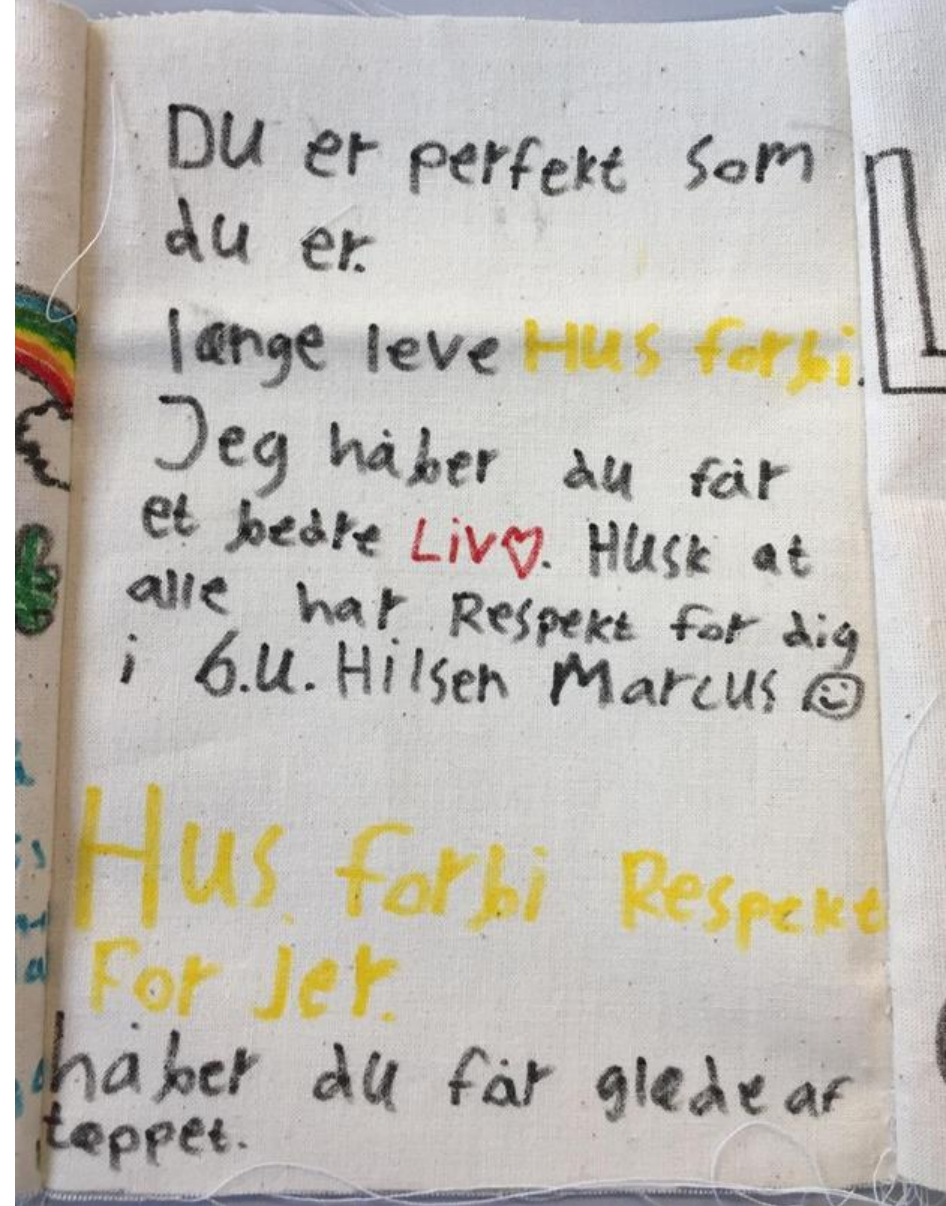 Du er perfekt som
du er.
længe leve Hus forbi.
Jeg håber du får
et bedre Liv♡. Husk at
alle har Respekt for dig
i 6.U. Hilsen Marcus ☺
Hus forbi Respekt
For Jer.
håber du får glæde af
tæppet.